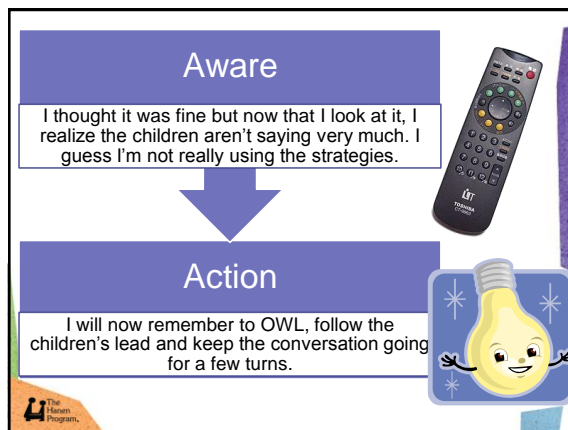 Aware
I thought it was fine but now that I look at it, I
realize the children aren't saying very much. I
guess I'm not really using the strategies.
TOSHIBA
Action
I will now remember to OWL, follow the
children's lead and keep the conversation going
for a few turns.
The
Hanen
Program®